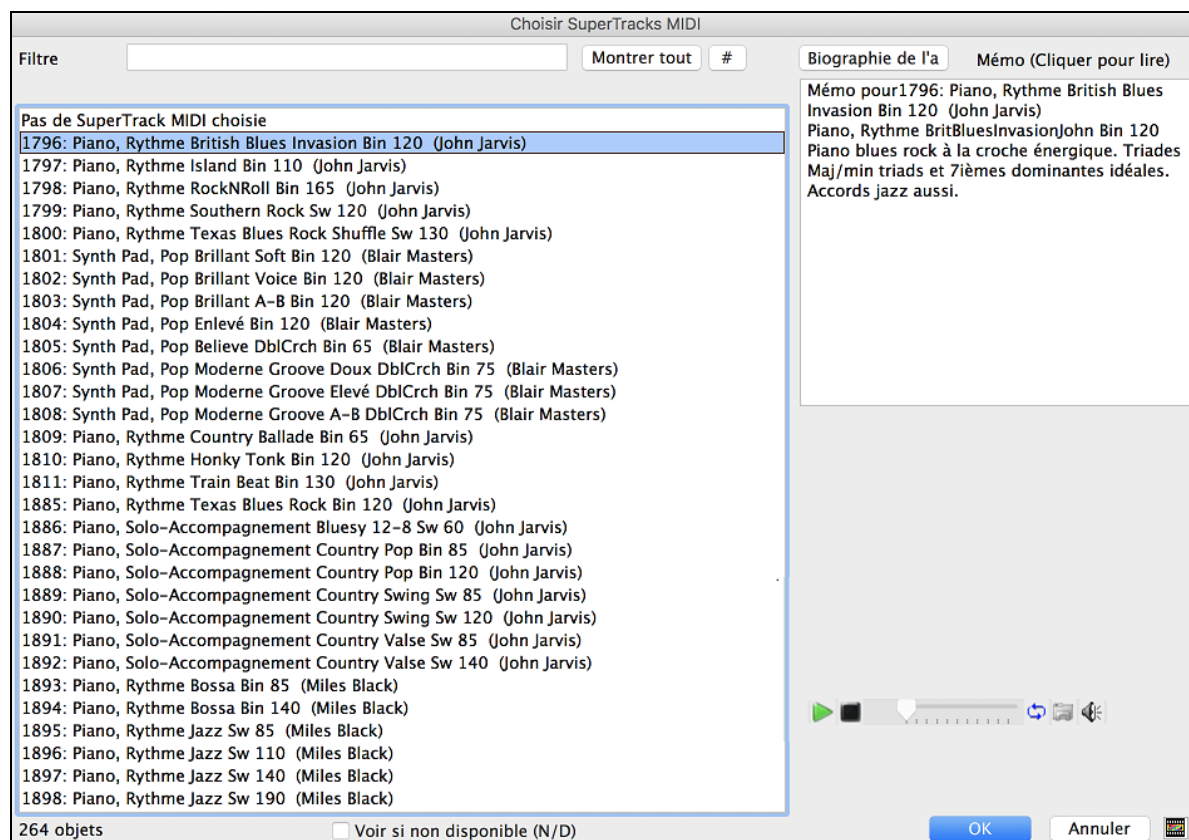 Choisir SuperTracks MIDI
Filtre
Montrer tout
#
Biographie de l'a
Mémo (Cliquer pour lire)
Pas de SuperTrack MIDI choisie
1796: Piano, Rythme British Blues Invasion Bin 120 (John Jarvis)
1797: Piano, Rythme Island Bin 110 (John Jarvis)
1798: Piano, Rythme RockNRoll Bin 165 (John Jarvis)
1799: Piano, Rythme Southern Rock Sw 120 (John Jarvis)
1800: Piano, Rythme Texas Blues Rock Shuffle Sw 130 (John Jarvis)
1801: Synth Pad, Pop Brillant Soft Bin 120 (Blair Masters)
1802: Synth Pad, Pop Brillant Voice Bin 120 (Blair Masters)
1803: Synth Pad, Pop Brillant A-B Bin 120 (Blair Masters)
1804: Synth Pad, Pop Enlevé Bin 120 (Blair Masters)
1805: Synth Pad, Pop Believe DblCrch Bin 65 (Blair Masters)
1806: Synth Pad, Pop Moderne Groove Doux DblCrch Bin 75 (Blair Masters)
1807: Synth Pad, Pop Moderne Groove Elevé DblCrch Bin 75 (Blair Masters)
1808: Synth Pad, Pop Moderne Groove A-B DblCrch Bin 75 (Blair Masters)
1809: Piano, Rythme Country Ballade Bin 65 (John Jarvis)
1810: Piano, Rythme Honky Tonk Bin 120 (John Jarvis)
1811: Piano, Rythme Train Beat Bin 130 (John Jarvis)
1885: Piano, Rythme Texas Blues Rock Bin 120 (John Jarvis)
1886: Piano, Solo-Accompagnement Bluesy 12-8 Sw 60 (John Jarvis)
1887: Piano, Solo-Accompagnement Country Pop Bin 85 (John Jarvis)
1888: Piano, Solo-Accompagnement Country Pop Bin 120 (John Jarvis)
1889: Piano, Solo-Accompagnement Country Swing Sw 85 (John Jarvis)
1890: Piano, Solo-Accompagnement Country Swing Sw 120 (John Jarvis)
1891: Piano, Solo-Accompagnement Country Valse Sw 85 (John Jarvis)
1892: Piano, Solo-Accompagnement Country Valse Sw 140 (John Jarvis)
1893: Piano, Rythme Bossa Bin 85 (Miles Black)
1894: Piano, Rythme Bossa Bin 140 (Miles Black)
1895: Piano, Rythme Jazz Sw 85 (Miles Black)
1896: Piano, Rythme Jazz Sw 110 (Miles Black)
1897: Piano, Rythme Jazz Sw 140 (Miles Black)
1898: Piano, Rythme Jazz Sw 190 (Miles Black)
Mémo pour1796: Piano, Rythme British Blues
Invasion Bin 120 (John Jarvis)
Piano, Rythme BritBluesInvasionJohn Bin 120
Piano blues rock à la croche énergique. Triades
Maj/min triads et 7ièmes dominantes idéales.
Accords jazz aussi.
264 objets
Voir si non disponible (N/D)
OK
Annuler